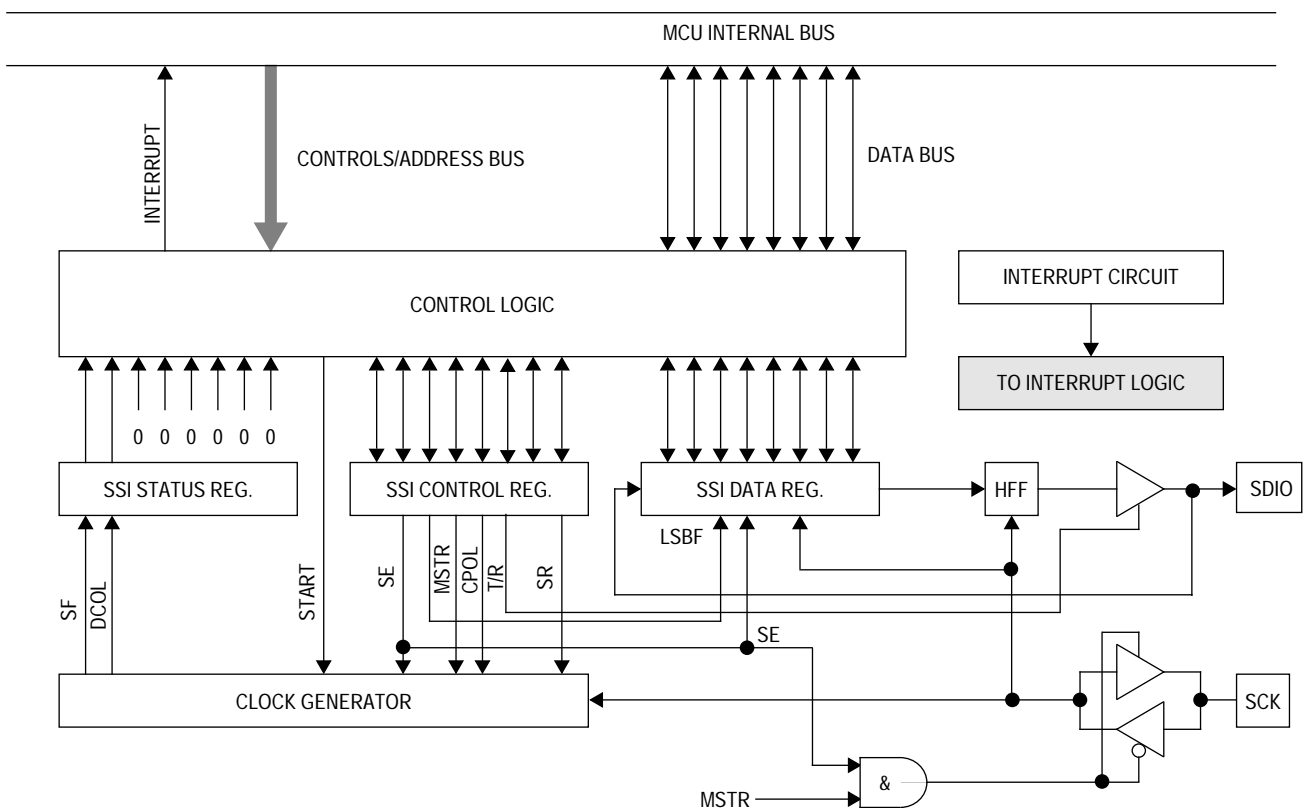 MCU INTERNAL BUS
INTERRUPT
CONTROLS/ADDRESS BUS
DATA BUS
CONTROL LOGIC
INTERRUPT CIRCUIT
TO INTERRUPT LOGIC
0 0 0 0 0 0
SSI STATUS REG.
SSI CONTROL REG.
SSI DATA REG.
HFF
SDIO
LSBF
SF
DCOL
START
SE
MSTR
CPOL
T/R
SR
SE
CLOCK GENERATOR
SCK
&
MSTR